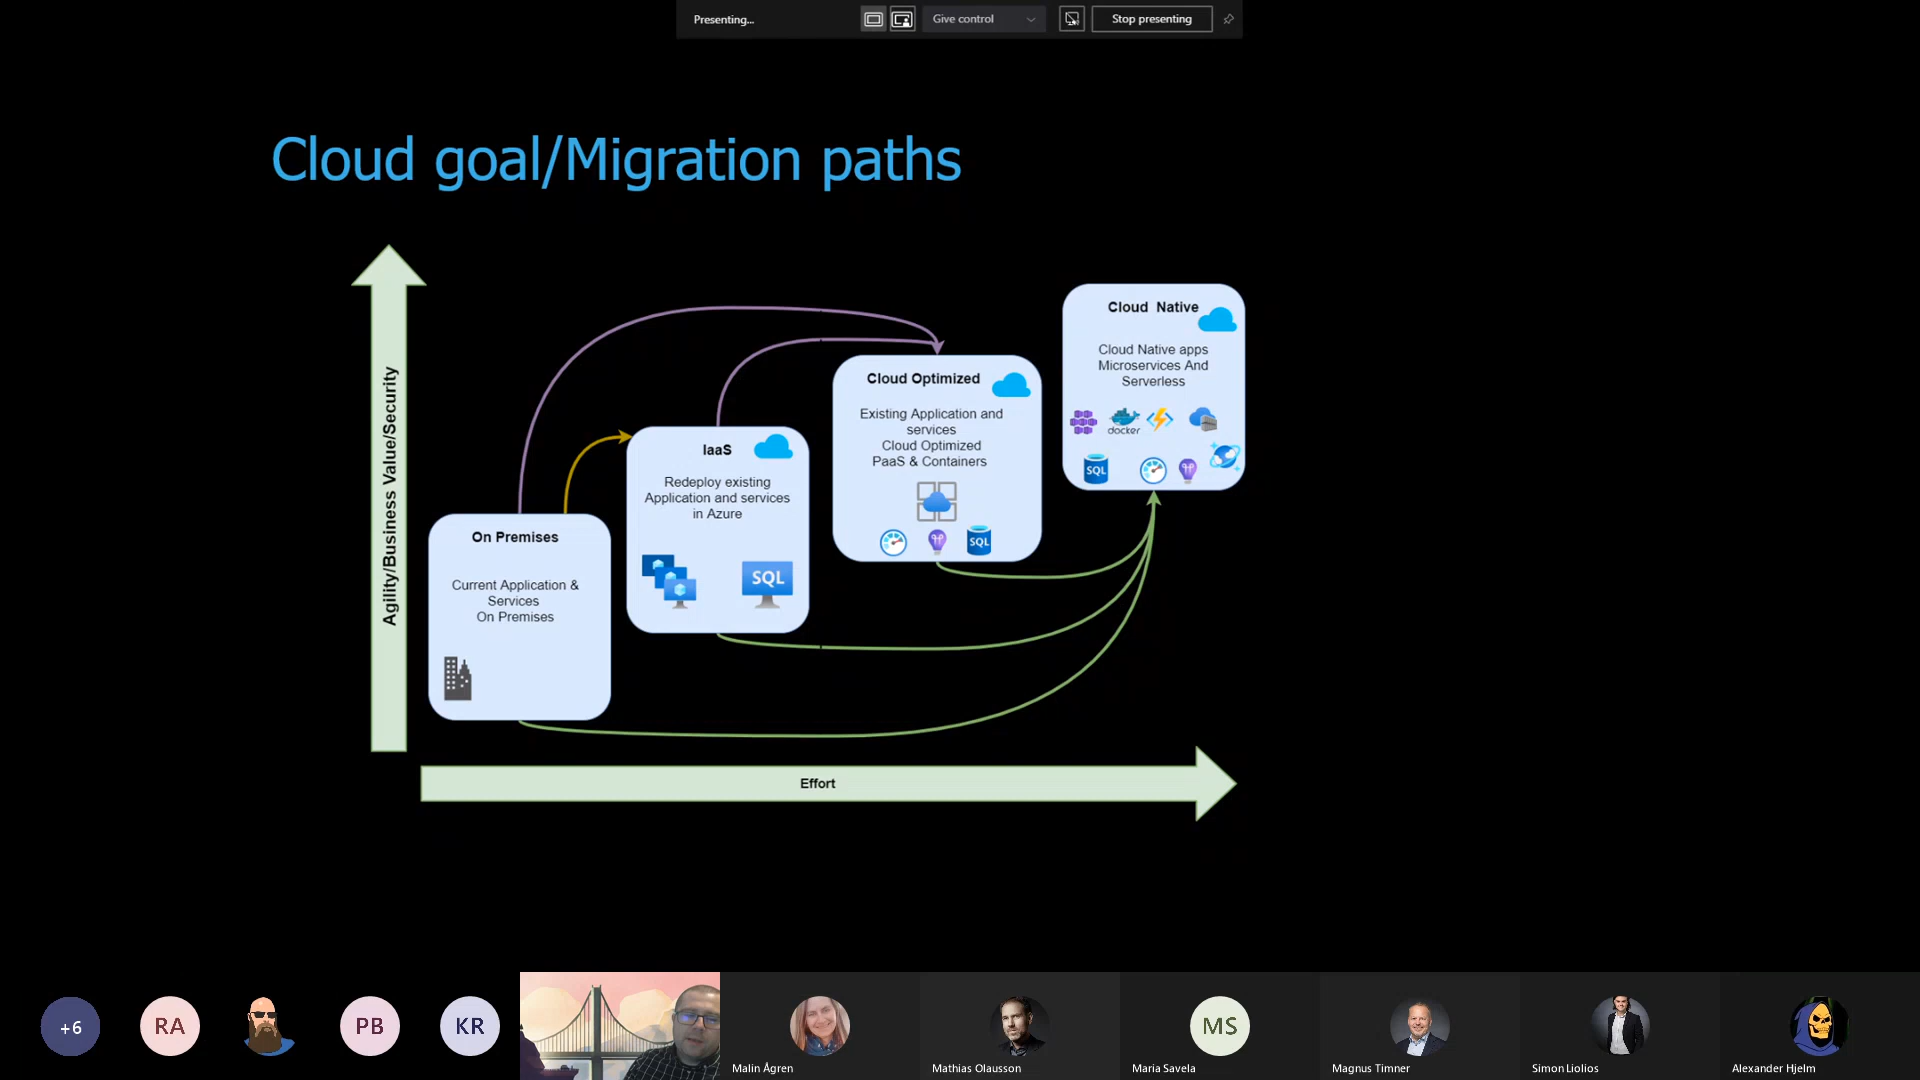 Presenting...
Give control
Stop presenting
Cloud goal/Migration paths
Agility/Business Value/Security
On Premises
Current Application &
Services
On Premises
IaaS
Redeploy existing
Application and services
in Azure
SQL
Cloud Optimized
Existing Application and
services
Cloud Optimized
PaaS & Containers
SQL
Cloud Native
Cloud Native apps
Microservices And
Serverless
docker
SQL
Effort
+6
RA
PB
KR
MS
Malin Ågren
Mathias Olausson
Maria Savela
Magnus Timner
Simon Liolios
Alexander Hjelm